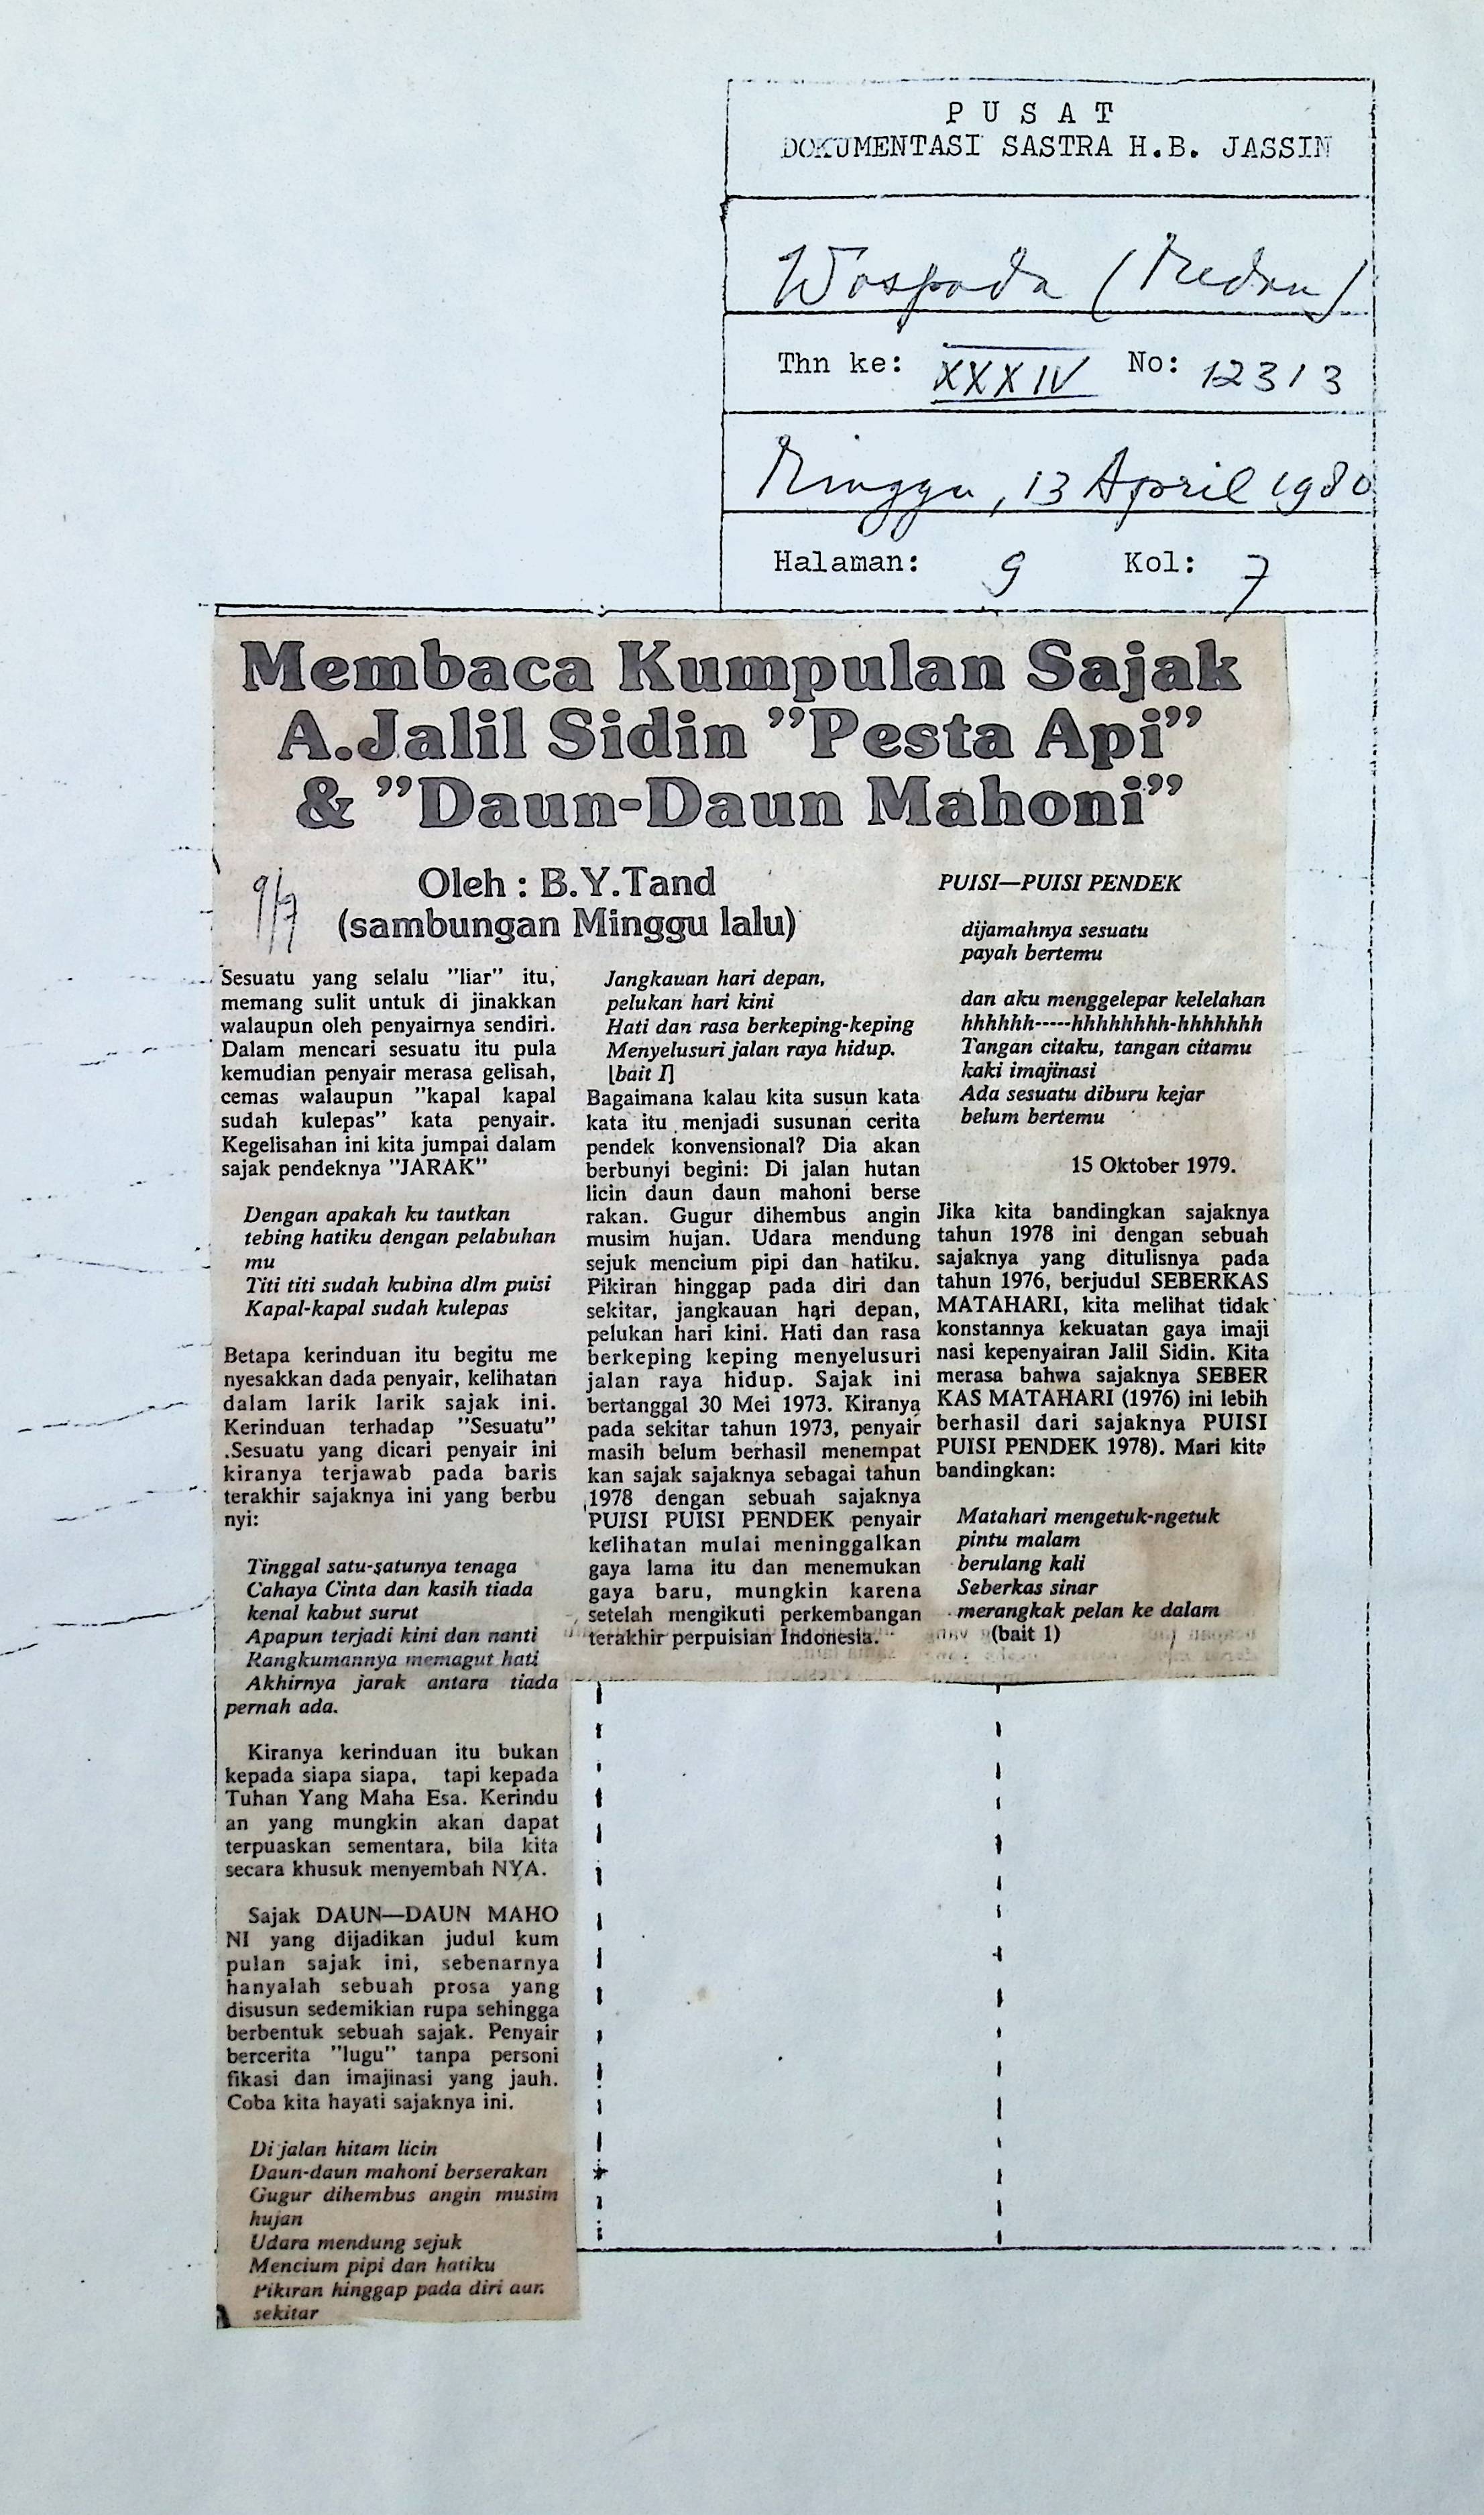 P U S A T
DOKUMENTASI SASTRA H.B. JASSIN
Waspada (Medan)
Thn ke: XXXIV No: 12313
Minggu, 13 April 1980
Halaman: 9 Kol: 7
Membaca Kumpulan Sajak
A.Jalil Sidin "Pesta Api"
& "Daun-Daun Mahoni"
9/7
Oleh : B.Y.Tand
(sambungan Minggu lalu)
Sesuatu yang selalu "liar" itu,
memang sulit untuk di jinakkan
walaupun oleh penyairnya sendiri.
Dalam mencari sesuatu itu pula
kemudian penyair merasa gelisah,
cemas walaupun "kapal kapal
sudah kulepas" kata penyair.
Kegelisahan ini kita jumpai dalam
sajak pendeknya "JARAK"
Dengan apakah ku tautkan
tebing hatiku dengan pelabuhan
mu
Titi titi sudah kubina dlm puisi
Kapal-kapal sudah kulepas
Betapa kerinduan itu begitu me
nyesakkan dada penyair, kelihatan
dalam larik larik sajak ini.
Kerinduan terhadap "Sesuatu"
.Sesuatu yang dicari penyair ini
kiranya terjawab pada baris
terakhir sajaknya ini yang berbu
nyi:
Tinggal satu-satunya tenaga
Cahaya Cinta dan kasih tiada
kenal kabut surut
Apapun terjadi kini dan nanti
Rangkumannya memagut hati
Akhirnya jarak antara tiada
pernah ada.
Kiranya kerinduan itu bukan
kepada siapa siapa, tapi kepada
Tuhan Yang Maha Esa. Kerindu
an yang mungkin akan dapat
terpuaskan sementara, bila kita
secara khusuk menyembah NYA.
Sajak DAUN—DAUN MAHO
NI yang dijadikan judul kum
pulan sajak ini, sebenarnya
hanyalah sebuah prosa yang
disusun sedemikian rupa sehingga
berbentuk sebuah sajak. Penyair
bercerita "lugu" tanpa personi
fikasi dan imajinasi yang jauh.
Coba kita hayati sajaknya ini.
Di jalan hitam licin
Daun-daun mahoni berserakan
Gugur dihembus angin musim
hujan
Udara mendung sejuk
Mencium pipi dan hatiku
Pikiran hinggap pada diri dan
sekitar
Jangkauan hari depan,
pelukan hari kini
Hati dan rasa berkeping-keping
Menyelusuri jalan raya hidup.
[bait I]
Bagaimana kalau kita susun kata
kata itu menjadi susunan cerita
pendek konvensional? Dia akan
berbunyi begini: Di jalan hutan
licin daun daun mahoni berse
rakan. Gugur dihembus angin
musim hujan. Udara mendung
sejuk mencium pipi dan hatiku.
Pikiran hinggap pada diri dan
sekitar, jangkauan hari depan,
pelukan hari kini. Hati dan rasa
berkeping keping menyelusuri
jalan raya hidup. Sajak ini
bertanggal 30 Mei 1973. Kiranya
pada sekitar tahun 1973, penyair
masih belum berhasil menempat
kan sajak sajaknya sebagai tahun
1978 dengan sebuah sajaknya
PUISI PUISI PENDEK penyair
kelihatan mulai meninggalkan
gaya lama itu dan menemukan
gaya baru, mungkin karena
setelah mengikuti perkembangan
terakhir perpuisian Indonesia.
PUISI—PUISI PENDEK
dijamahnya sesuatu
payah bertemu
dan aku menggelepar kelelahan
hhhhhh-----hhhhhhhh-hhhhhhh
Tangan citaku, tangan citamu
kaki imajinasi
Ada sesuatu diburu kejar
belum bertemu
15 Oktober 1979.
Jika kita bandingkan sajaknya
tahun 1978 ini dengan sebuah
sajaknya yang ditulisnya pada
tahun 1976, berjudul SEBERKAS
MATAHARI, kita melihat tidak
konstannya kekuatan gaya imaji
nasi kepenyairan Jalil Sidin. Kita
merasa bahwa sajaknya SEBER
KAS MATAHARI (1976) ini lebih
berhasil dari sajaknya PUISI
PUISI PENDEK 1978). Mari kita
bandingkan:
Matahari mengetuk-ngetuk
pintu malam
berulang kali
Seberkas sinar
merangkak pelan ke dalam
(bait 1)